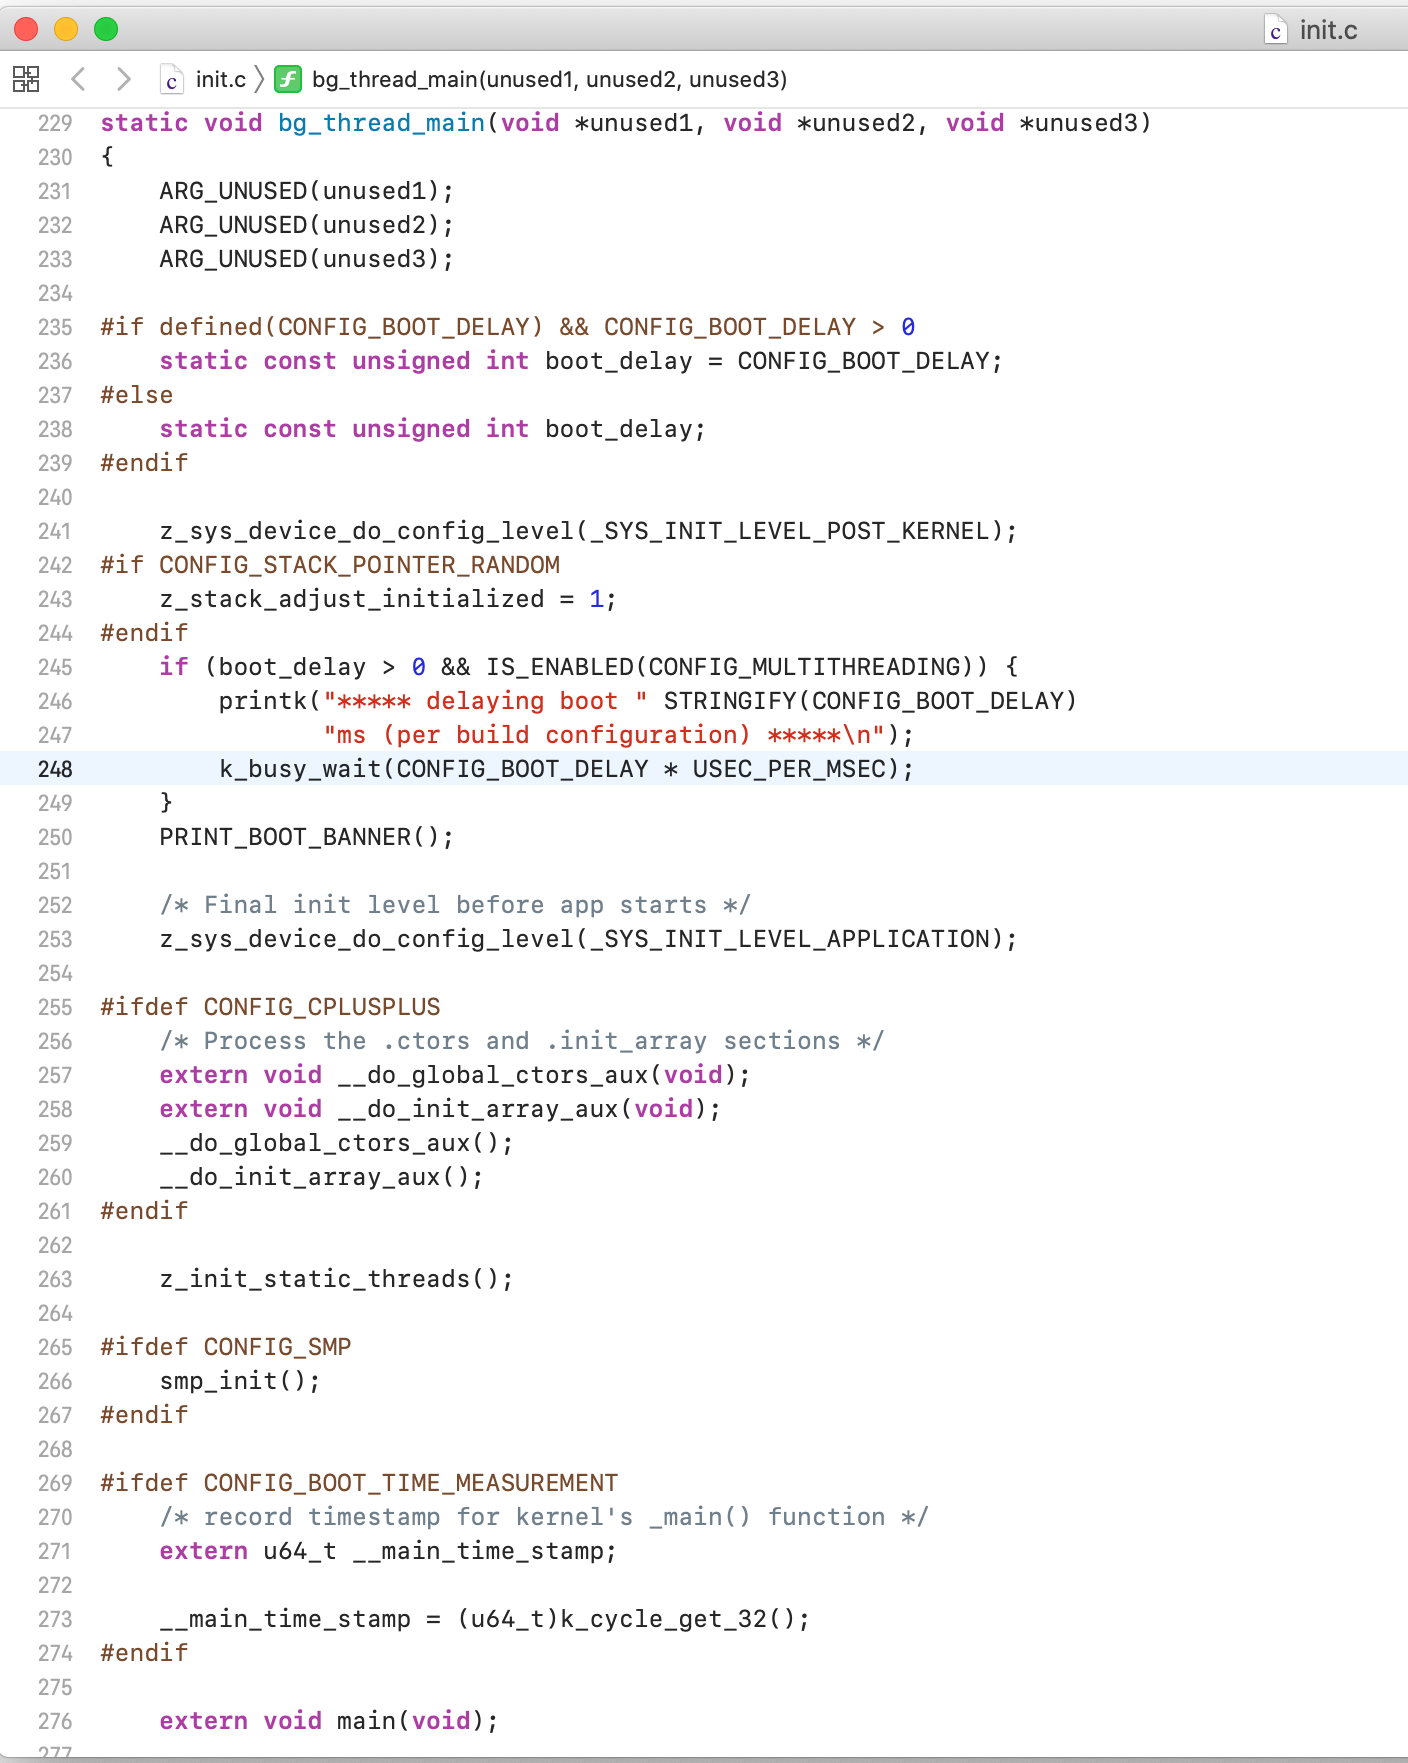 init.c
init.c 〉 bg_thread_main(unused1, unused2, unused3)
229 static void bg_thread_main(void *unused1, void *unused2, void *unused3)
230 {
231     ARG_UNUSED(unused1);
232     ARG_UNUSED(unused2);
233     ARG_UNUSED(unused3);
234
235 #if defined(CONFIG_BOOT_DELAY) && CONFIG_BOOT_DELAY > 0
236     static const unsigned int boot_delay = CONFIG_BOOT_DELAY;
237 #else
238     static const unsigned int boot_delay;
239 #endif
240
241     z_sys_device_do_config_level(_SYS_INIT_LEVEL_POST_KERNEL);
242 #if CONFIG_STACK_POINTER_RANDOM
243     z_stack_adjust_initialized = 1;
244 #endif
245     if (boot_delay > 0 && IS_ENABLED(CONFIG_MULTITHREADING)) {
246         printk("***** delaying boot " STRINGIFY(CONFIG_BOOT_DELAY)
247                "ms (per build configuration) *****\n");
248         k_busy_wait(CONFIG_BOOT_DELAY * USEC_PER_MSEC);
249     }
250     PRINT_BOOT_BANNER();
251
252     /* Final init level before app starts */
253     z_sys_device_do_config_level(_SYS_INIT_LEVEL_APPLICATION);
254
255 #ifdef CONFIG_CPLUSPLUS
256     /* Process the .ctors and .init_array sections */
257     extern void __do_global_ctors_aux(void);
258     extern void __do_init_array_aux(void);
259     __do_global_ctors_aux();
260     __do_init_array_aux();
261 #endif
262
263     z_init_static_threads();
264
265 #ifdef CONFIG_SMP
266     smp_init();
267 #endif
268
269 #ifdef CONFIG_BOOT_TIME_MEASUREMENT
270     /* record timestamp for kernel's _main() function */
271     extern u64_t __main_time_stamp;
272
273     __main_time_stamp = (u64_t)k_cycle_get_32();
274 #endif
275
276     extern void main(void);
277